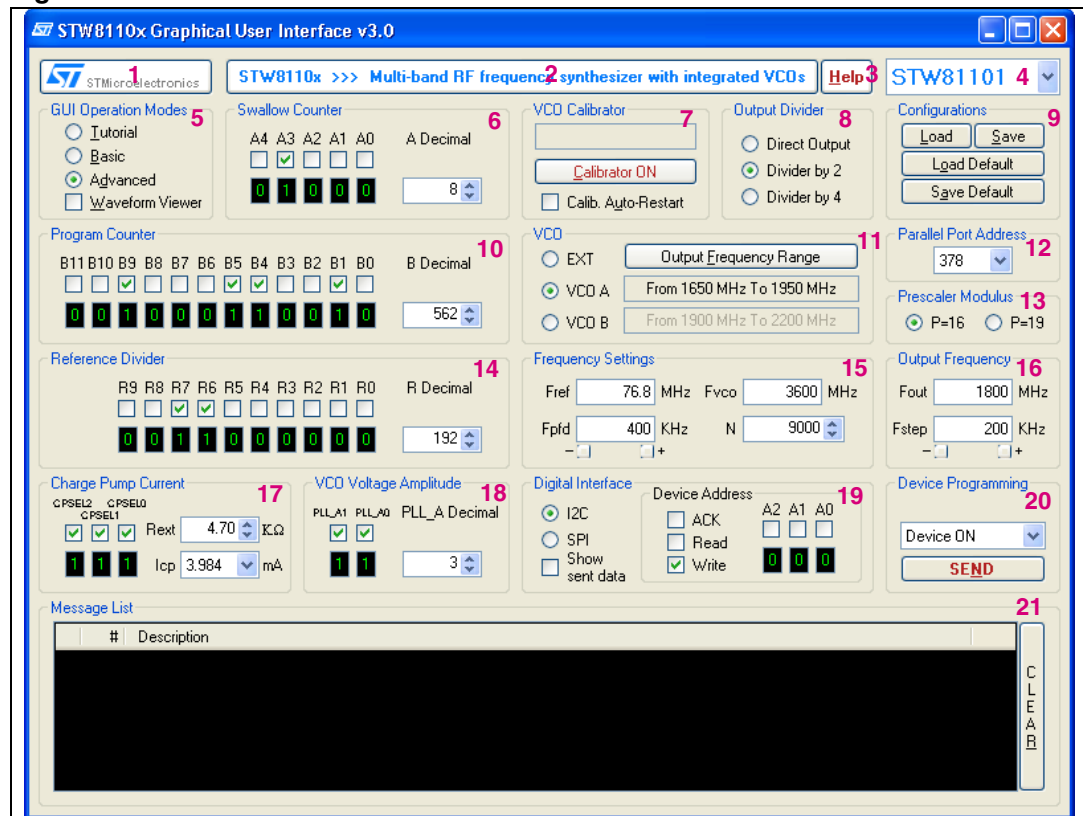 STW8110x Graphical User Interface v3.0
STMicroelectronics 1
STW8110x >>> Multi-band RF frequency synthesizer with integrated VCOs 2
Help 3
STW81101 4
GUI Operation Modes 5
Tutorial
Basic
Advanced
Waveform Viewer
Swallow Counter 6
A4 A3 A2 A1 A0 A Decimal
0 1 0 0 0 8
VCO Calibrator 7
Calibrator ON
Calib. Auto-Restart
Output Divider 8
Direct Output
Divider by 2
Divider by 4
Configurations 9
Load Save
Load Default
Save Default
Program Counter 10
B11 B10 B9 B8 B7 B6 B5 B4 B3 B2 B1 B0 B Decimal
0 0 1 0 0 0 1 1 0 0 1 0 562
VCO 11
EXT Output Frequency Range
VCO A From 1650 MHz To 1950 MHz
VCO B From 1900 MHz To 2200 MHz
Parallel Port Address 12
378
Prescaler Modulus 13
P=16 P=19
Reference Divider 14
R9 R8 R7 R6 R5 R4 R3 R2 R1 R0 R Decimal
0 0 1 1 0 0 0 0 0 0 192
Frequency Settings 15
Fref 76.8 MHz Fvco 3600 MHz
Fpfd 400 KHz N 9000
- +
Output Frequency 16
Fout 1800 MHz
Fstep 200 KHz
- +
Charge Pump Current 17
CPSEL2 CPSEL0
CPSEL1
Rext 4.70 KΩ
1 1 1 Icp 3.984 mA
VCO Voltage Amplitude 18
PLL_A1 PLL_A0 PLL_A Decimal
1 1 3
Digital Interface
I2C
SPI
Show
sent data
Device Address 19
ACK A2 A1 A0
Read
Write 0 0 0
Device Programming 20
Device ON
SEND
Message List 21
# Description
CLEAR